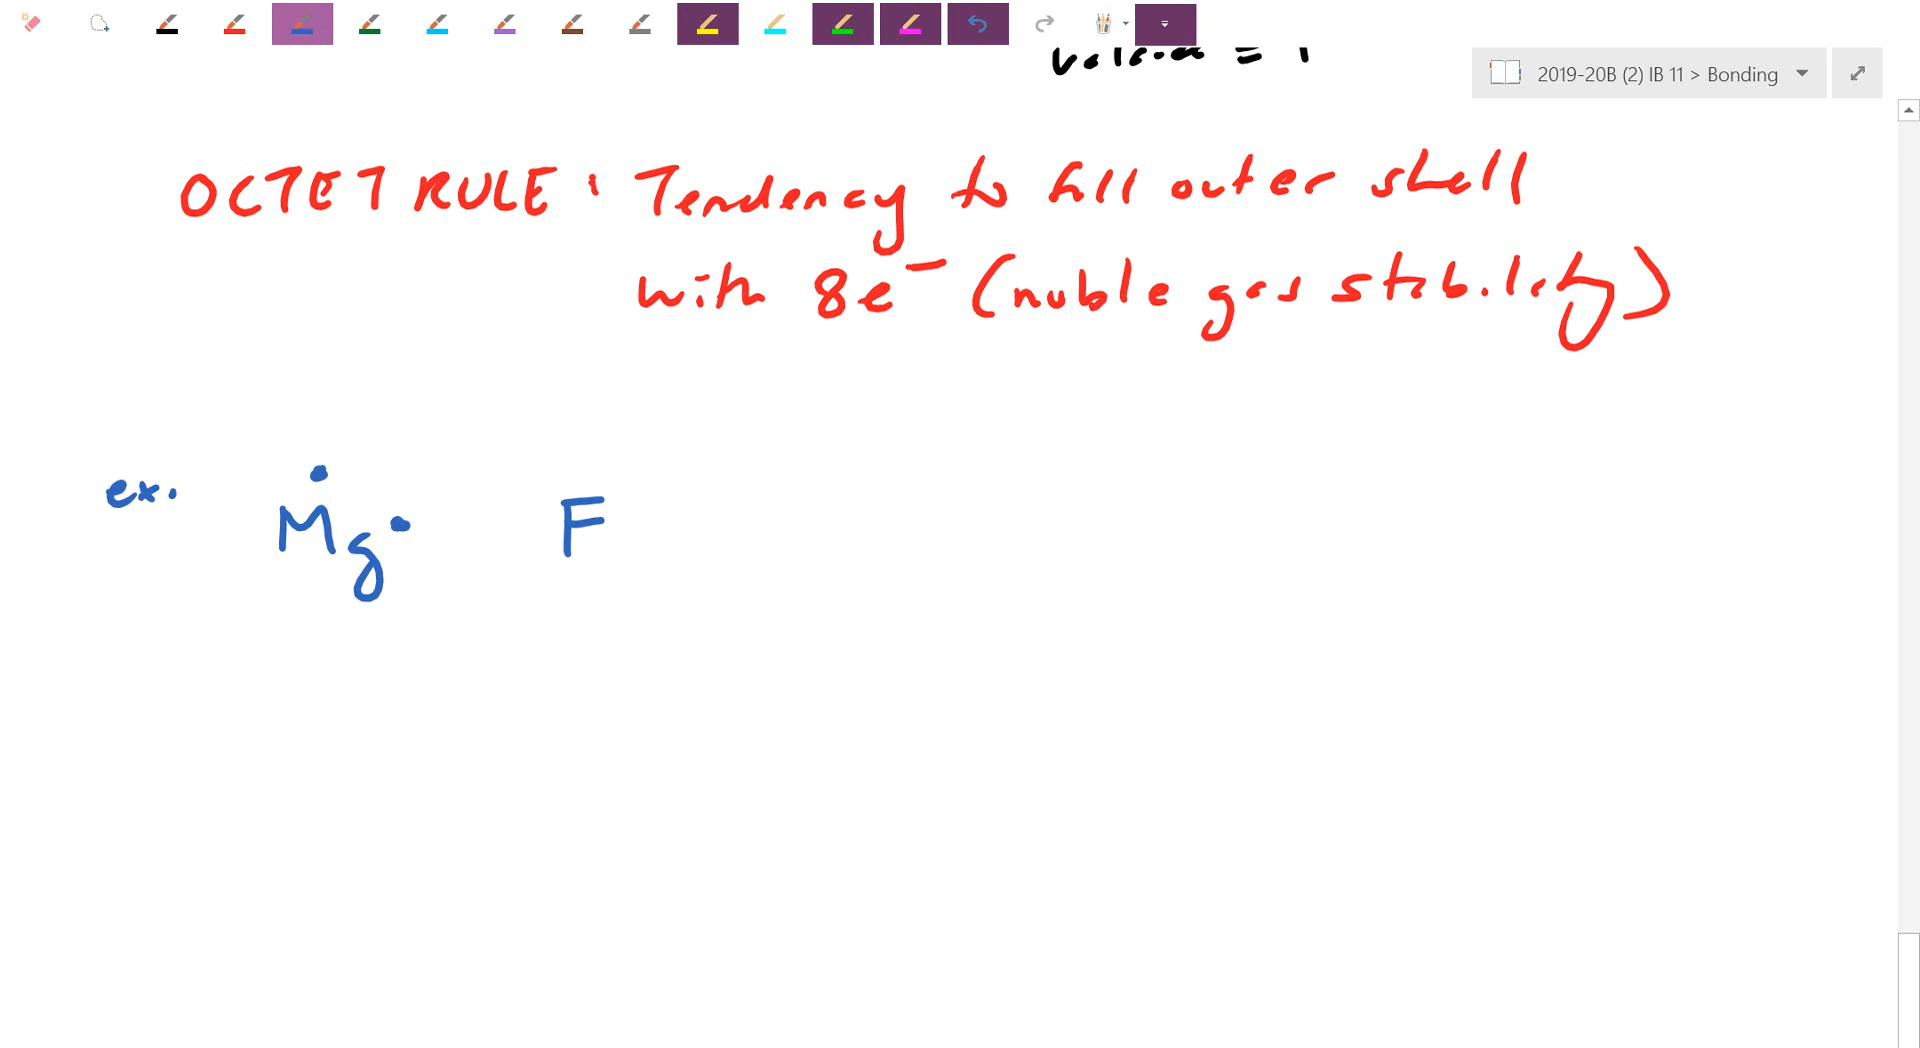 2019-20B (2) IB 11 > Bonding
OCTET RULE: Tendency to fill outer shell
with 8e⁻ (noble gas stability)
ex. Mg F